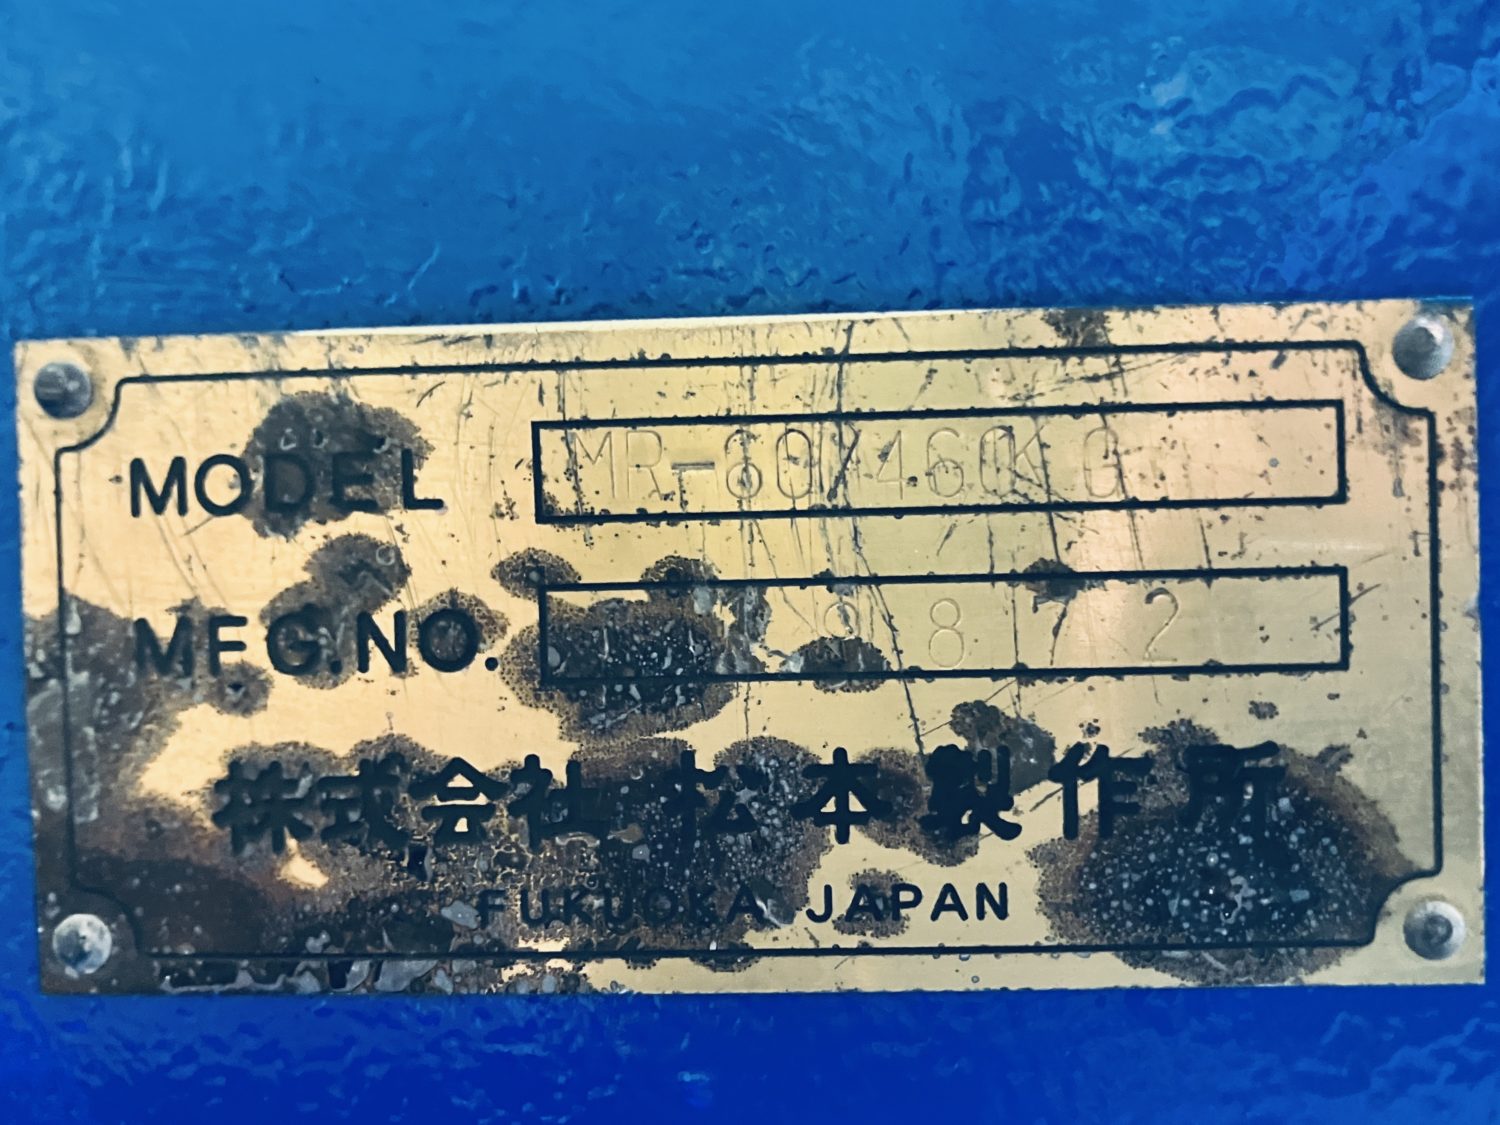 MODEL MR-60/460KG
MFG.NO. 9872
株式会社 松本製作所
FUKUOKA JAPAN